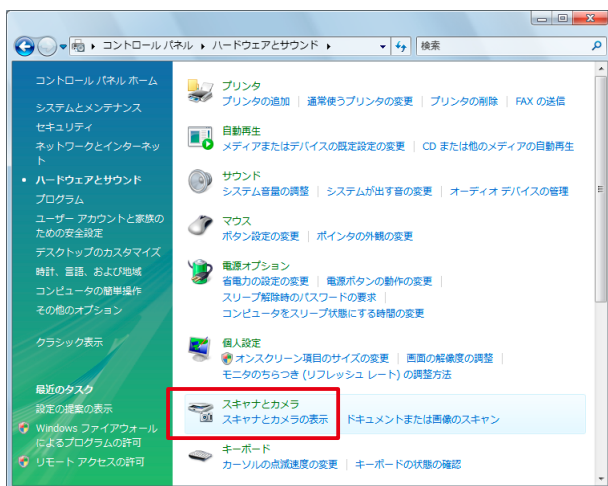 コントロール パネル ▸ ハードウェアとサウンド ▸
検索
コントロール パネル ホーム
システムとメンテナンス
セキュリティ
ネットワークとインターネッ
ト
• ハードウェアとサウンド
プログラム
ユーザー アカウントと家族の
ための安全設定
デスクトップのカスタマイズ
時計、言語、および地域
コンピュータの簡単操作
その他のオプション
クラシック表示
最近のタスク
設定の提案の表示
Windows ファイアウォール
によるプログラムの許可
リモート アクセスの許可
プリンタ
プリンタの追加 | 通常使うプリンタの変更 | プリンタの削除 | FAX の送信
自動再生
メディアまたはデバイスの既定設定の変更 | CD または他のメディアの自動再生
サウンド
システム音量の調整 | システムが出す音の変更 | オーディオ デバイスの管理
マウス
ボタン設定の変更 | ポインタの外観の変更
電源オプション
省電力の設定の変更 | 電源ボタンの動作の変更 |
スリープ解除時のパスワードの要求 |
コンピュータをスリープ状態にする時間の変更
個人設定
オンスクリーン項目のサイズの変更 | 画面の解像度の調整 |
モニタのちらつき (リフレッシュ レート) の調整方法
スキャナとカメラ
スキャナとカメラの表示 | ドキュメントまたは画像のスキャン
キーボード
カーソルの点滅速度の変更 | キーボードの状態の確認